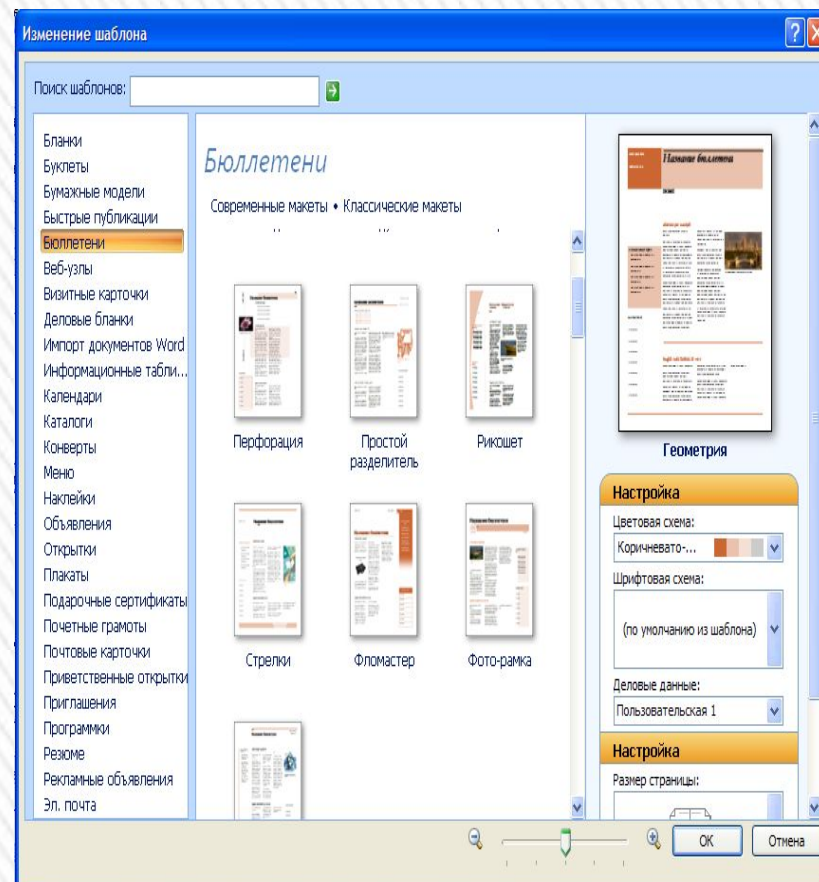 Изменение шаблона
Поиск шаблонов:
Бланки
Буклеты
Бумажные модели
Быстрые публикации
Бюллетени
Веб-узлы
Визитные карточки
Деловые бланки
Импорт документов Word
Информационные табли...
Календари
Каталоги
Конверты
Меню
Наклейки
Объявления
Открытки
Плакаты
Подарочные сертификаты
Почетные грамоты
Почтовые карточки
Приветственные открытки
Приглашения
Программки
Резюме
Рекламные объявления
Эл. почта
Бюллетени
Современные макеты • Классические макеты
Перфорация
Простой
разделитель
Рикошет
Стрелки
Фломастер
Фото-рамка
Название бюллетеня
Геометрия
Настройка
Цветовая схема:
Коричневато-...
Шрифтовая схема:
(по умолчанию из шаблона)
Деловые данные:
Пользовательская 1
Настройка
Размер страницы:
ОК
Отмена